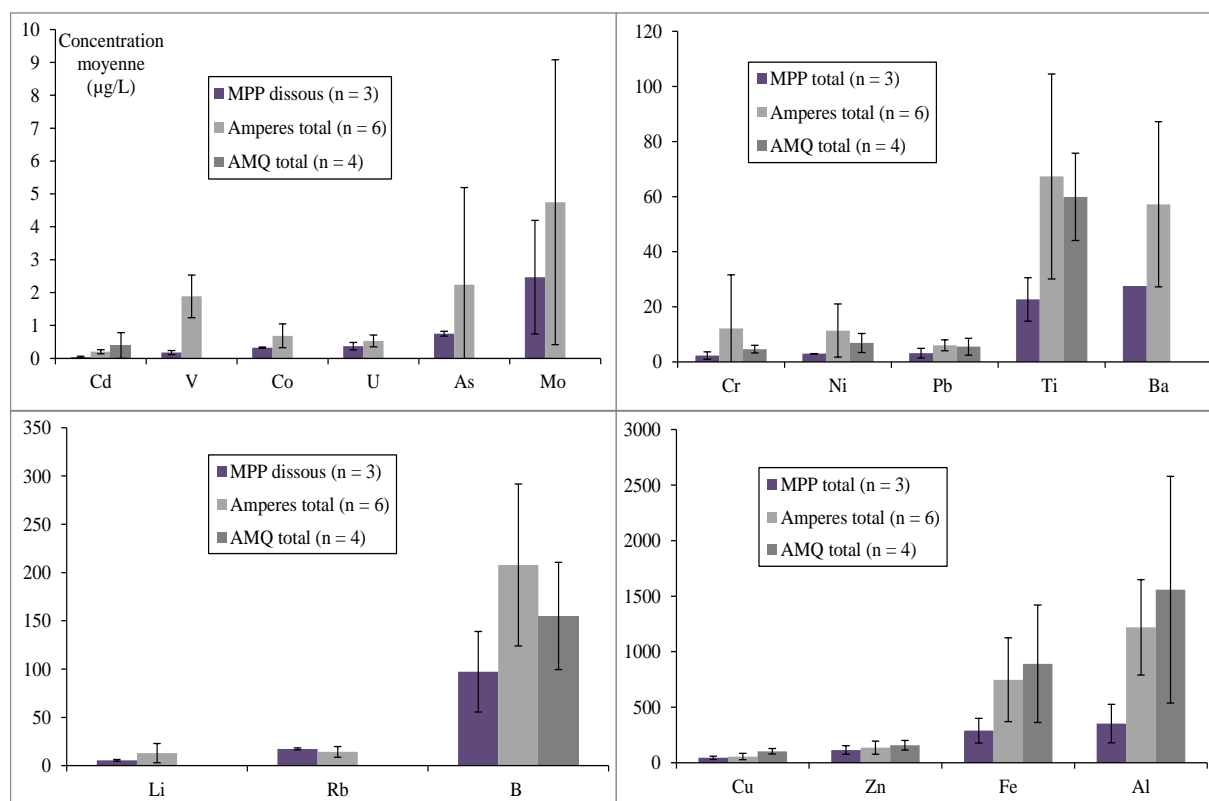 10
9
8
7
6
5
4
3
2
1
0
Concentration
moyenne
(µg/L)
MPP dissous (n = 3)
Amperes total (n = 6)
AMQ total (n = 4)
Cd V Co U As Mo
120
100
80
60
40
20
0
MPP total (n = 3)
Amperes total (n = 6)
AMQ total (n = 4)
Cr Ni Pb Ti Ba
350
300
250
200
150
100
50
0
MPP dissous (n = 3)
Amperes total (n = 6)
AMQ total (n = 4)
Li Rb B
3000
2500
2000
1500
1000
500
0
MPP total (n = 3)
Amperes total (n = 6)
AMQ total (n = 4)
Cu Zn Fe Al